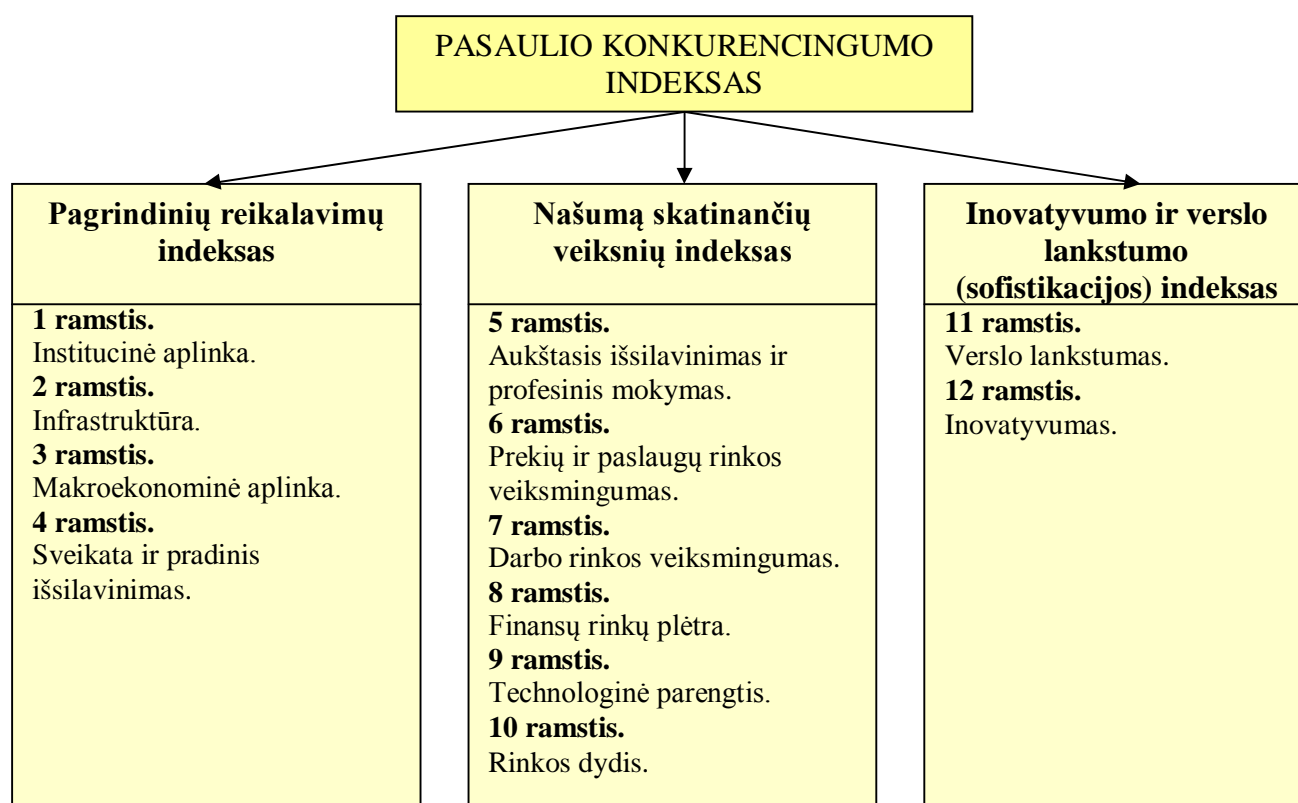 PASAULIO KONKURENCINGUMO
INDEKSAS
Pagrindinių reikalavimų
indeksas
1 ramstis.
Institucinė aplinka.
2 ramstis.
Infrastruktūra.
3 ramstis.
Makroekonominė aplinka.
4 ramstis.
Sveikata ir pradinis
išsilavinimas.
Našumą skatinančių
veiksnių indeksas
5 ramstis.
Aukštasis išsilavinimas ir
profesinis mokymas.
6 ramstis.
Prekių ir paslaugų rinkos
veiksmingumas.
7 ramstis.
Darbo rinkos veiksmingumas.
8 ramstis.
Finansų rinkų plėtra.
9 ramstis.
Technologinė parengtis.
10 ramstis.
Rinkos dydis.
Inovatyvumo ir verslo
lankstumo
(sofistikacijos) indeksas
11 ramstis.
Verslo lankstumas.
12 ramstis.
Inovatyvumas.